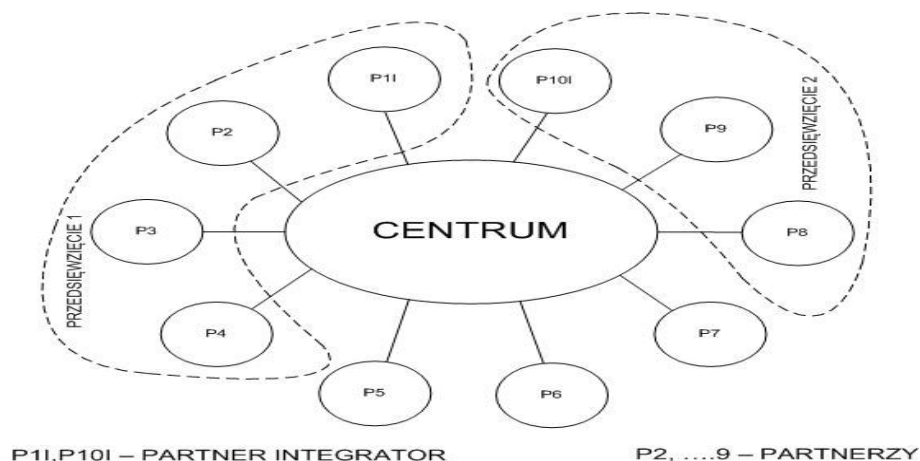 P1I
P10I
P2
P9
PRZEDSIĘWZIĘCIE 1
PRZEDSIĘWZIĘCIE 2
P3
CENTRUM
P8
P4
P7
P5
P6
P1I,P10I – PARTNER INTEGRATOR
P2, ....9 – PARTNERZY